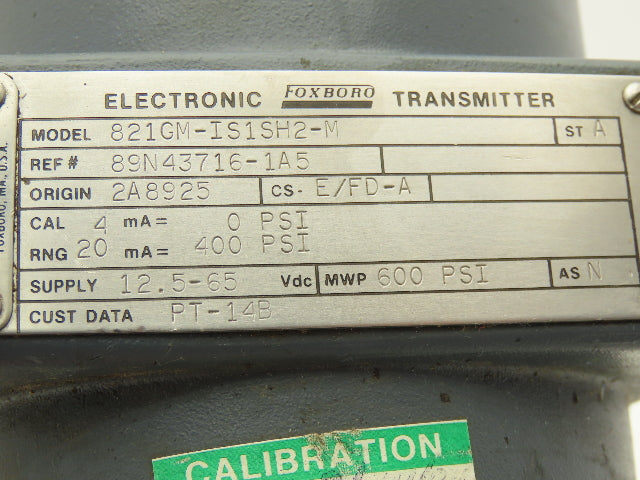 ELECTRONIC FOXBORO TRANSMITTER
MODEL 821GM-IS1SH2-M ST A
REF # 89N43716-1A5
ORIGIN 2A8925 CS- E/FD-A
CAL 4 mA = 0 PSI
RNG 20 mA = 400 PSI
SUPPLY 12.5-65 Vdc MWP 600 PSI AS N
CUST DATA PT-14B
FOXBORO, MA., U.S.A.
CALIBRATION